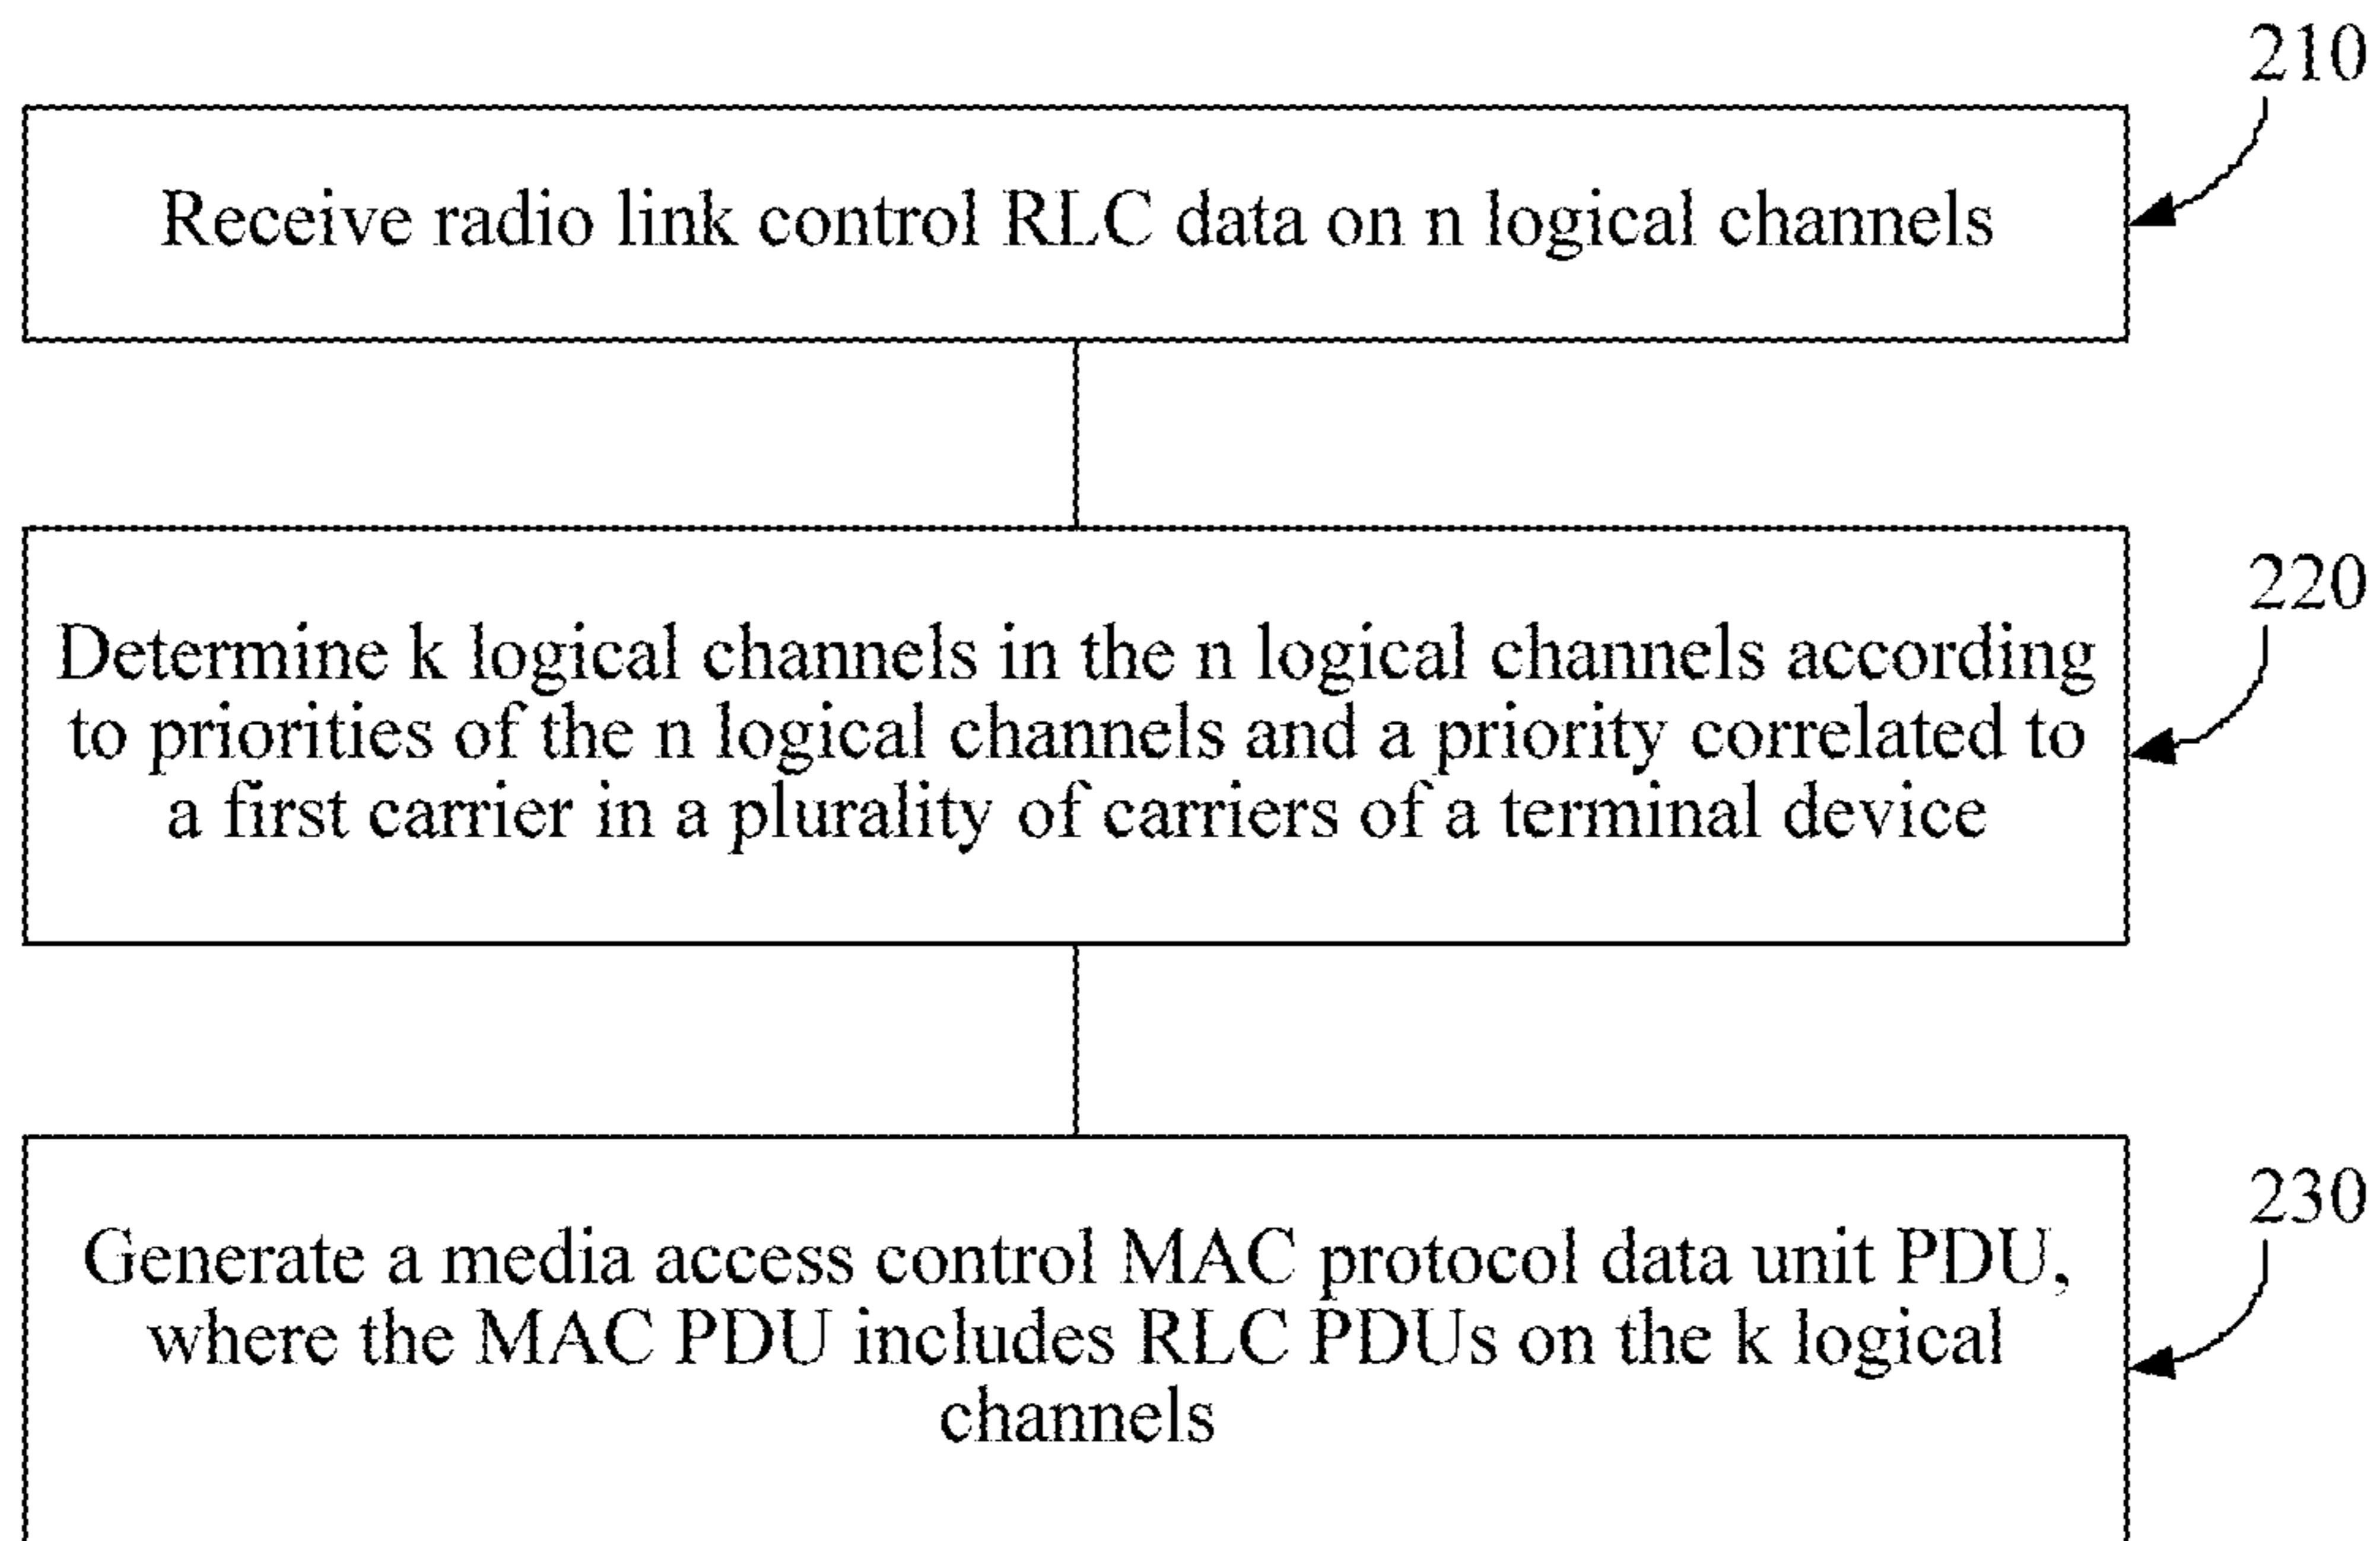 210
Receive radio link control RLC data on n logical channels
220
Determine k logical channels in the n logical channels according
to priorities of the n logical channels and a priority correlated to
a first carrier in a plurality of carriers of a terminal device
230
Generate a media access control MAC protocol data unit PDU,
where the MAC PDU includes RLC PDUs on the k logical
channels